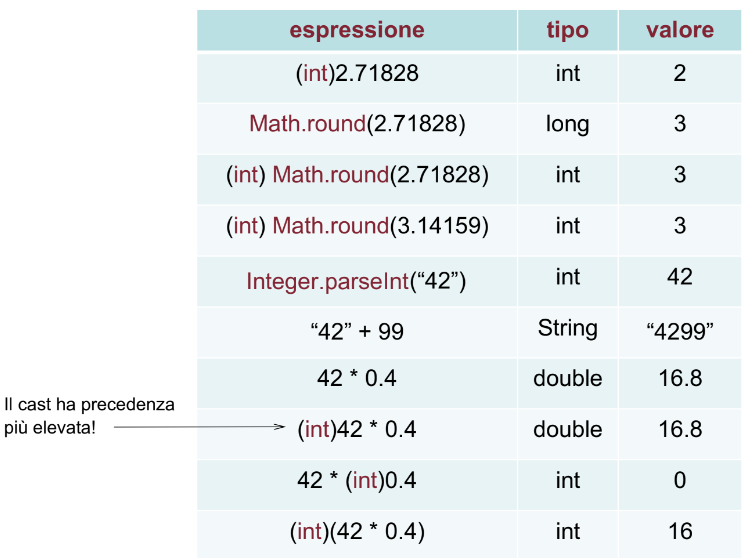 espressione tipo valore
(int)2.71828 int 2
Math.round(2.71828) long 3
(int) Math.round(2.71828) int 3
(int) Math.round(3.14159) int 3
Integer.parseInt(“42”) int 42
“42” + 99 String “4299”
42 * 0.4 double 16.8
Il cast ha precedenza
più elevata!
(int)42 * 0.4 double 16.8
42 * (int)0.4 int 0
(int)(42 * 0.4) int 16